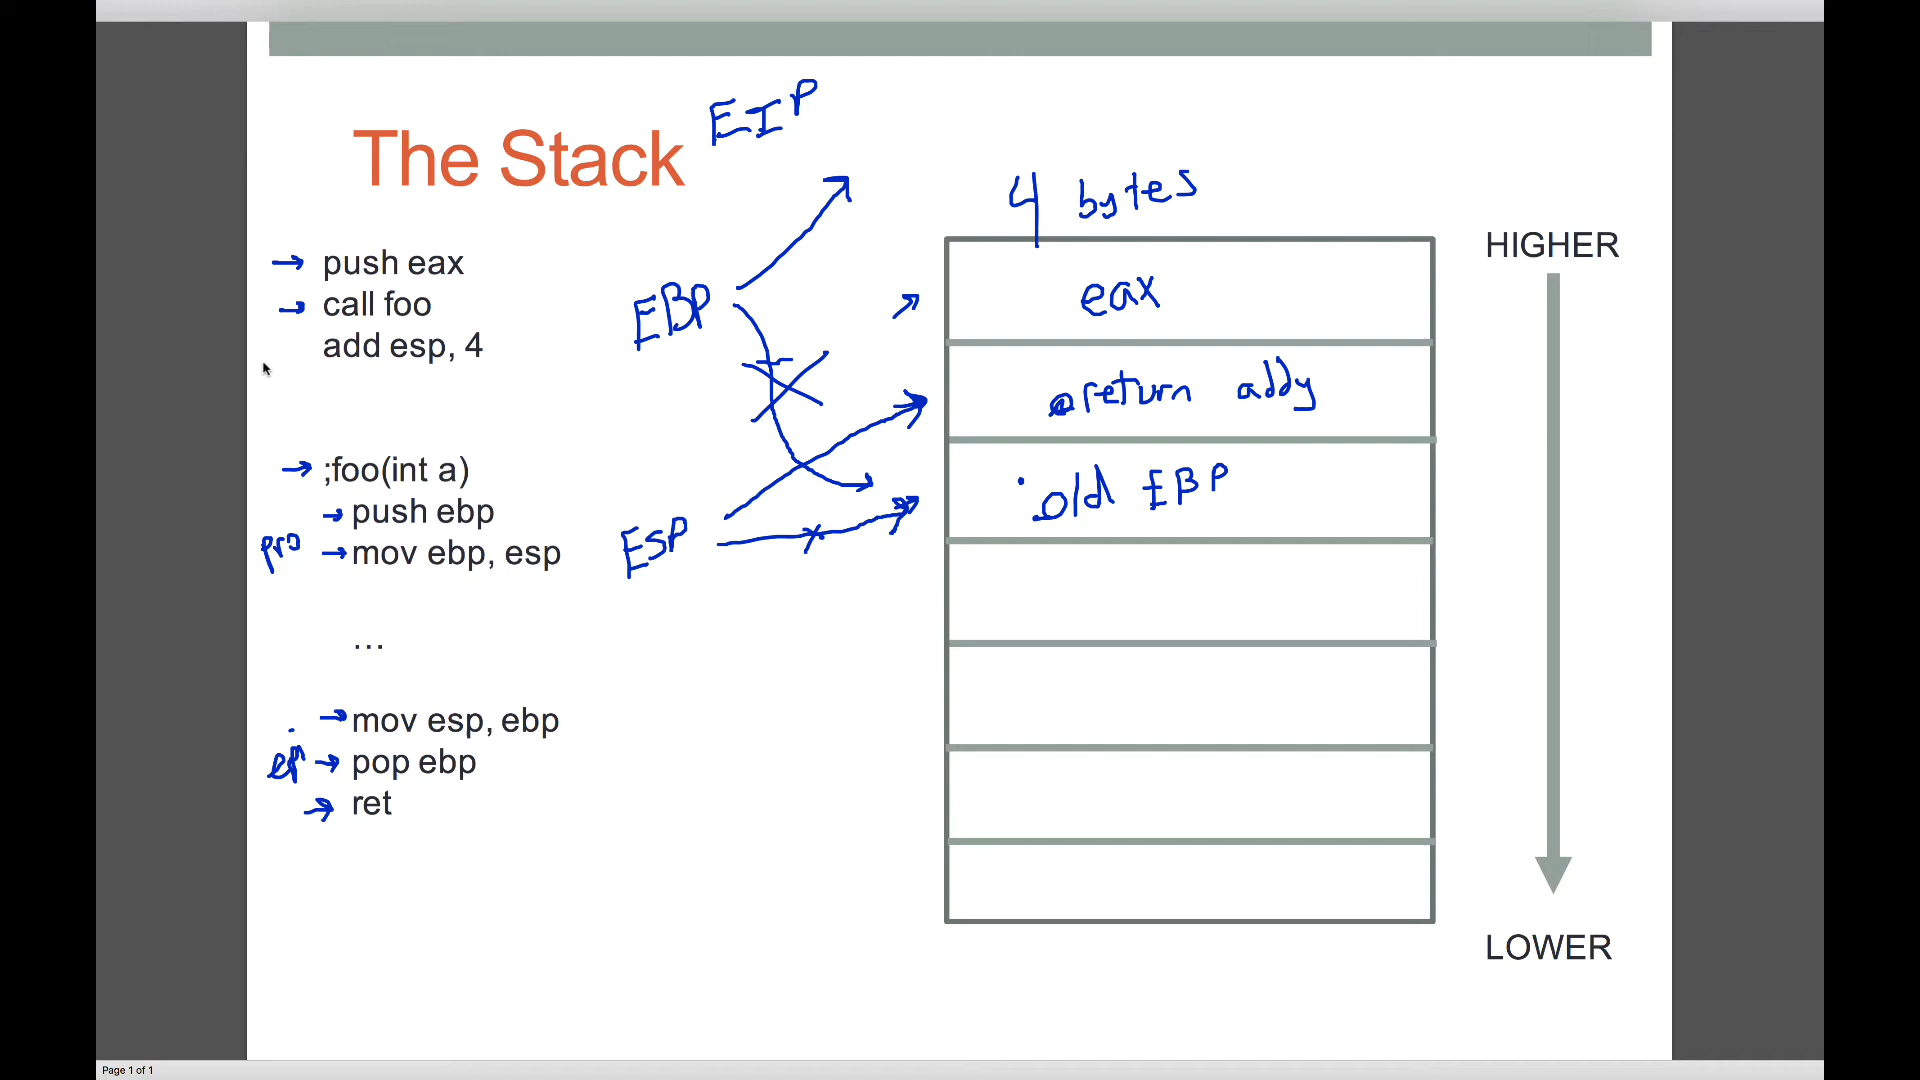 EIP
The Stack
4 bytes
HIGHER
push eax
call foo
add esp, 4
EBP
eax
return addy
;foo(int a)
push ebp
pro mov ebp, esp
old EBP
ESP
...
mov esp, ebp
pop ebp
ret
LOWER
Page 1 of 1